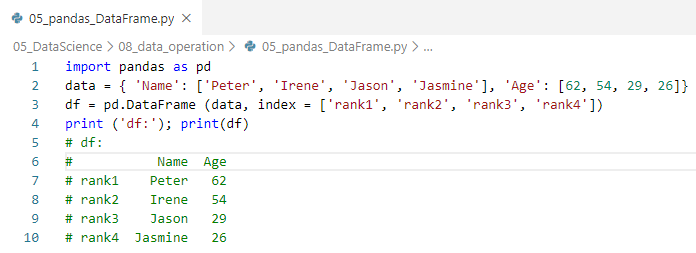 05_pandas_DataFrame.py ×
05_DataScience > 08_data_operation > 05_pandas_DataFrame.py > ...
1 import pandas as pd
2 data = { 'Name': ['Peter', 'Irene', 'Jason', 'Jasmine'], 'Age': [62, 54, 29, 26]}
3 df = pd.DataFrame (data, index = ['rank1', 'rank2', 'rank3', 'rank4'])
4 print ('df:'); print(df)
5 # df:
6 #          Name  Age
7 # rank1    Peter   62
8 # rank2    Irene   54
9 # rank3    Jason   29
10 # rank4  Jasmine   26